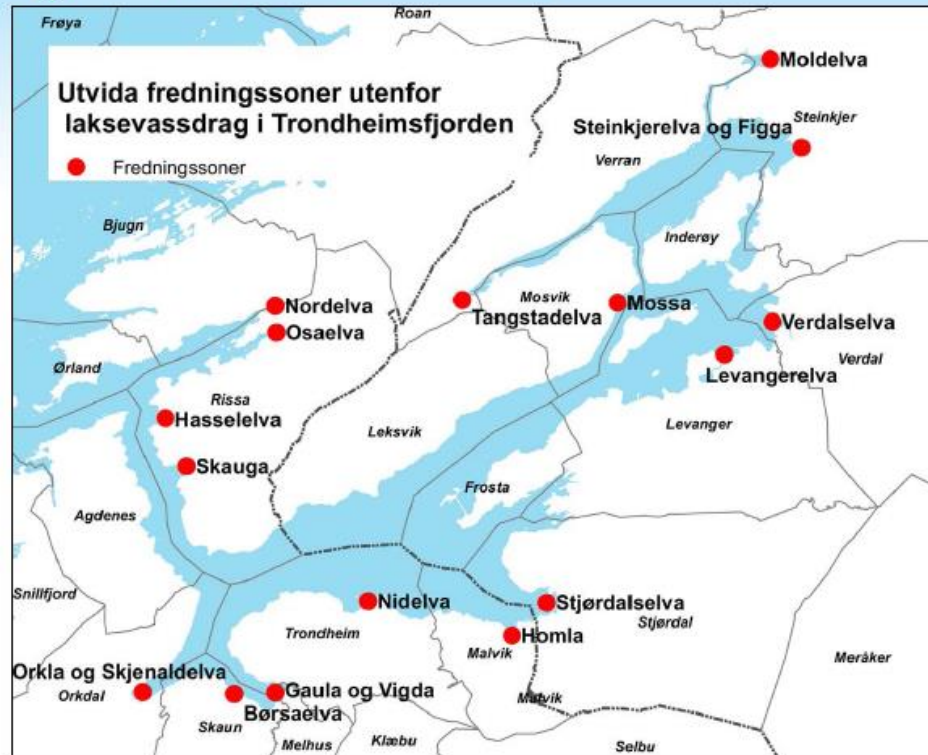 Frøya
Roan
Utvida fredningssoner utenfor
laksevassdrag i Trondheimsfjorden
Fredningssoner
Moldelva
Steinkjer
Steinkjerelva og Figga
Verran
Bjugn
Inderøy
Nordelva
Mosvik
Mossa
Tangstadelva
Osaelva
Verdalselva
Ørland
Verdal
Levangerelva
Rissa
Hasselelva
Levanger
Leksvik
Skauga
Frosta
Agdenes
Snillfjord
Nidelva
Stjørdalselva
Stjørdal
Trondheim
Homla
Malvik
Meråker
Orkla og Skjenaldelva
Orkdal
Gaula og Vigda
Malvik
Børsaelva
Skaun
Melhus
Klæbu
Selbu